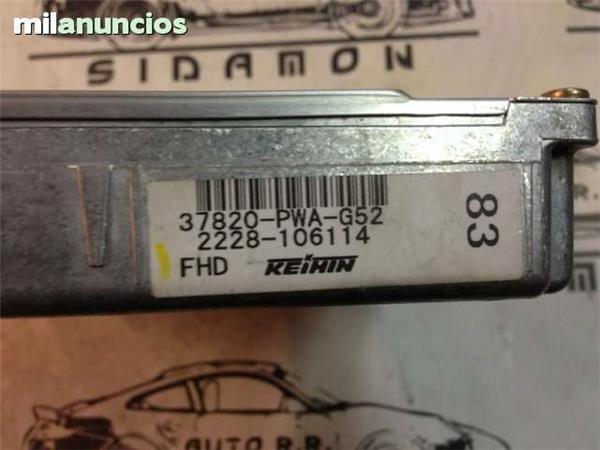 milanuncios
SIDAMON
37820-PWA-G52
2228-106114
FHD KEIHIN
83
AUTO R.R.